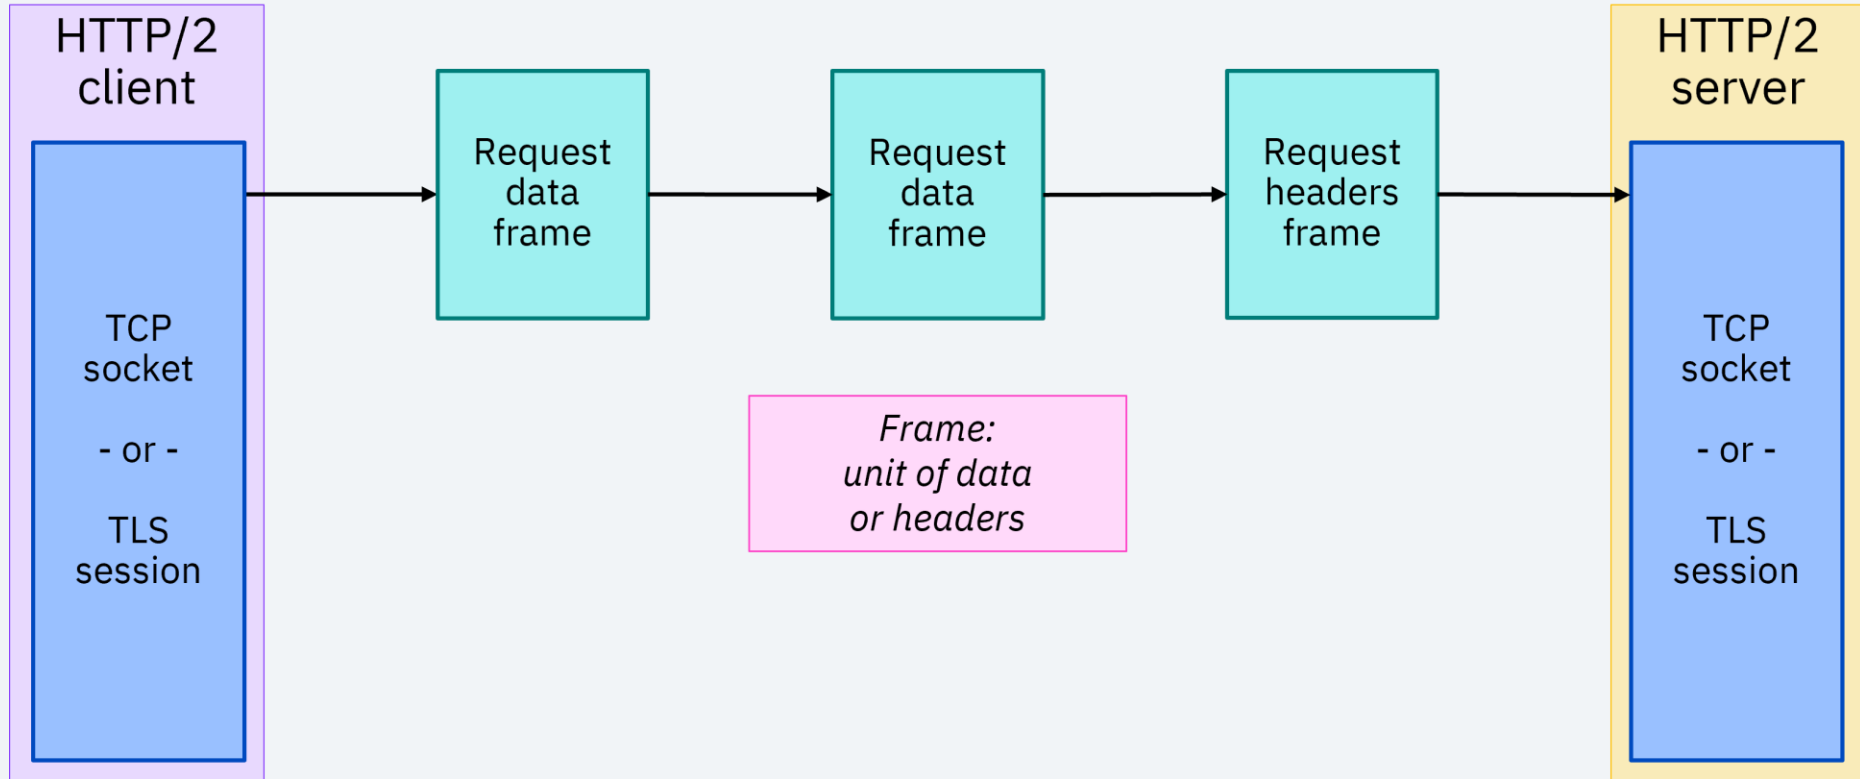 HTTP/2
client
TCP
socket
- or -
TLS
session
Request
data
frame
Request
data
frame
Request
headers
frame
Frame:
unit of data
or headers
HTTP/2
server
TCP
socket
- or -
TLS
session